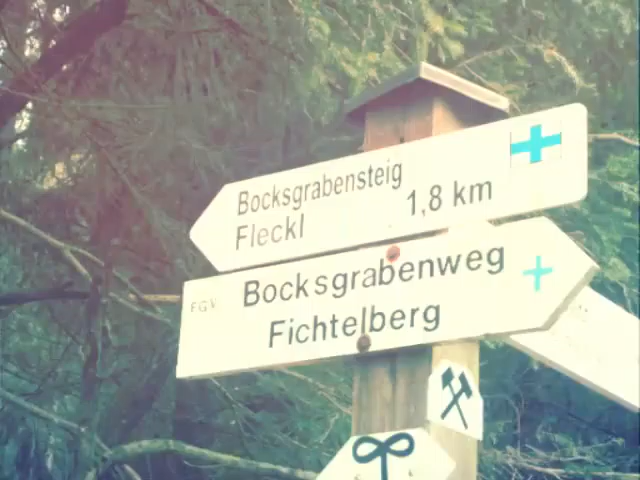 Bocksgrabensteig
Fleckl 1,8 km
FGV Bocksgrabenweg
Fichtelberg